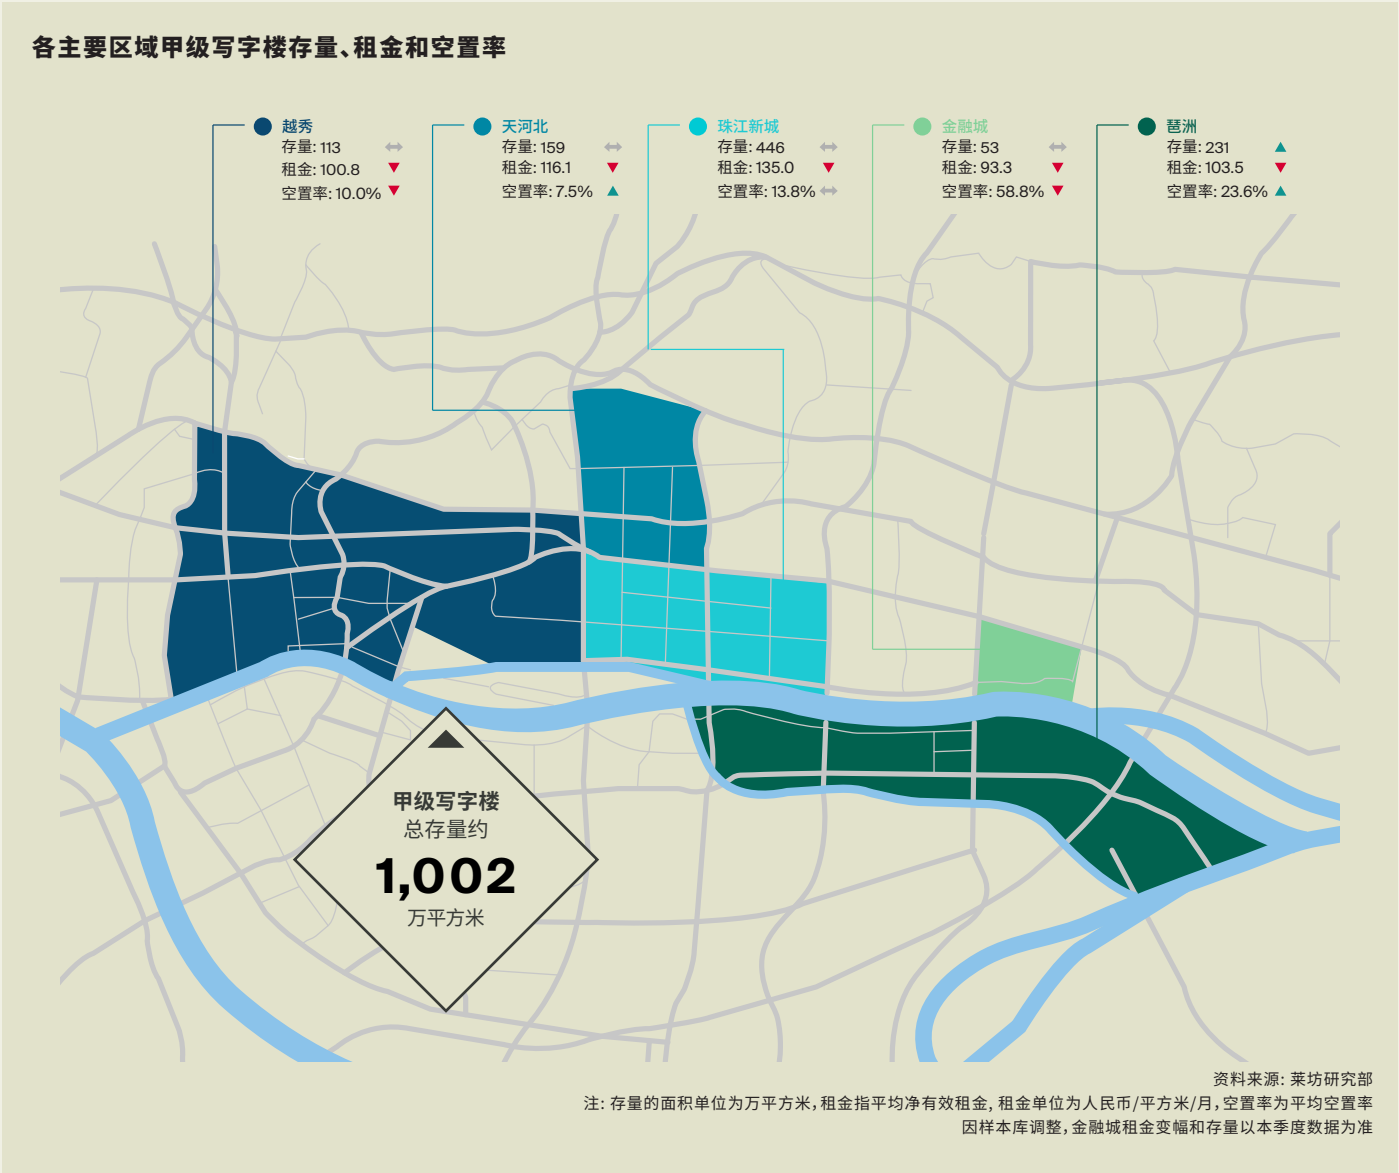 各主要区域甲级写字楼存量、租金和空置率
越秀
存量: 113
租金: 100.8
空置率: 10.0%
天河北
存量: 159
租金: 116.1
空置率: 7.5%
珠江新城
存量: 446
租金: 135.0
空置率: 13.8%
金融城
存量: 53
租金: 93.3
空置率: 58.8%
琶洲
存量: 231
租金: 103.5
空置率: 23.6%
甲级写字楼
总存量约
1,002
万平方米
资料来源: 莱坊研究部
注: 存量的面积单位为万平方米，租金指平均净有效租金, 租金单位为人民币/平方米/月，空置率为平均空置率
因样本库调整，金融城租金变幅和存量以本季度数据为准